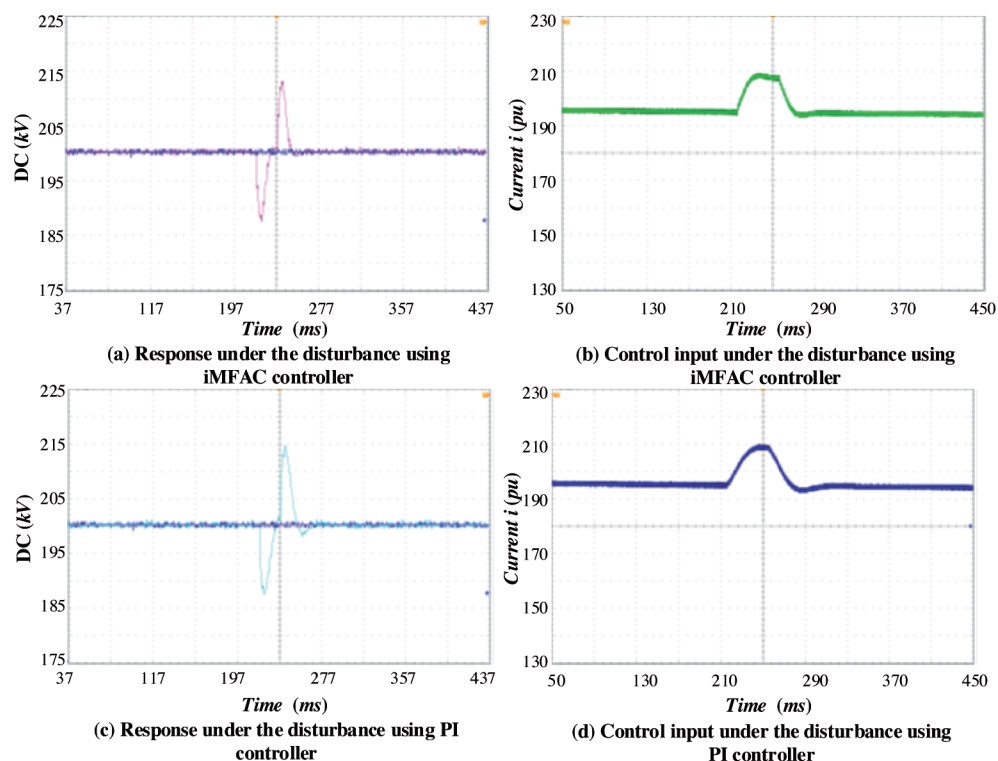 225
215
205
195
185
175
DC (kV)
37 117 197 277 357 437
Time (ms)
(a) Response under the disturbance using
iMFAC controller
230
210
190
170
150
130
Current i (pu)
50 130 210 290 370 450
Time (ms)
(b) Control input under the disturbance using
iMFAC controller
225
215
205
195
185
175
DC (kV)
37 117 197 277 357 437
Time (ms)
(c) Response under the disturbance using PI
controller
230
210
190
170
150
130
Current i (pu)
50 130 210 290 370 450
Time (ms)
(d) Control input under the disturbance using
PI controller